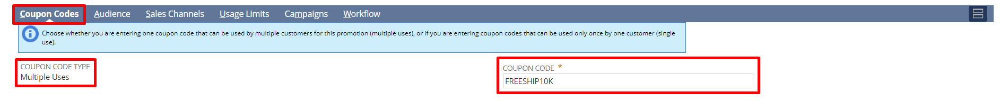 Coupon Codes Audience Sales Channels Usage Limits Campaigns Workflow
Choose whether you are entering one coupon code that can be used by multiple customers for this promotion (multiple uses), or if you are entering coupon codes that can be used only once by one customer (single
use).
COUPON CODE TYPE
Multiple Uses
COUPON CODE *
FREESHIP10K